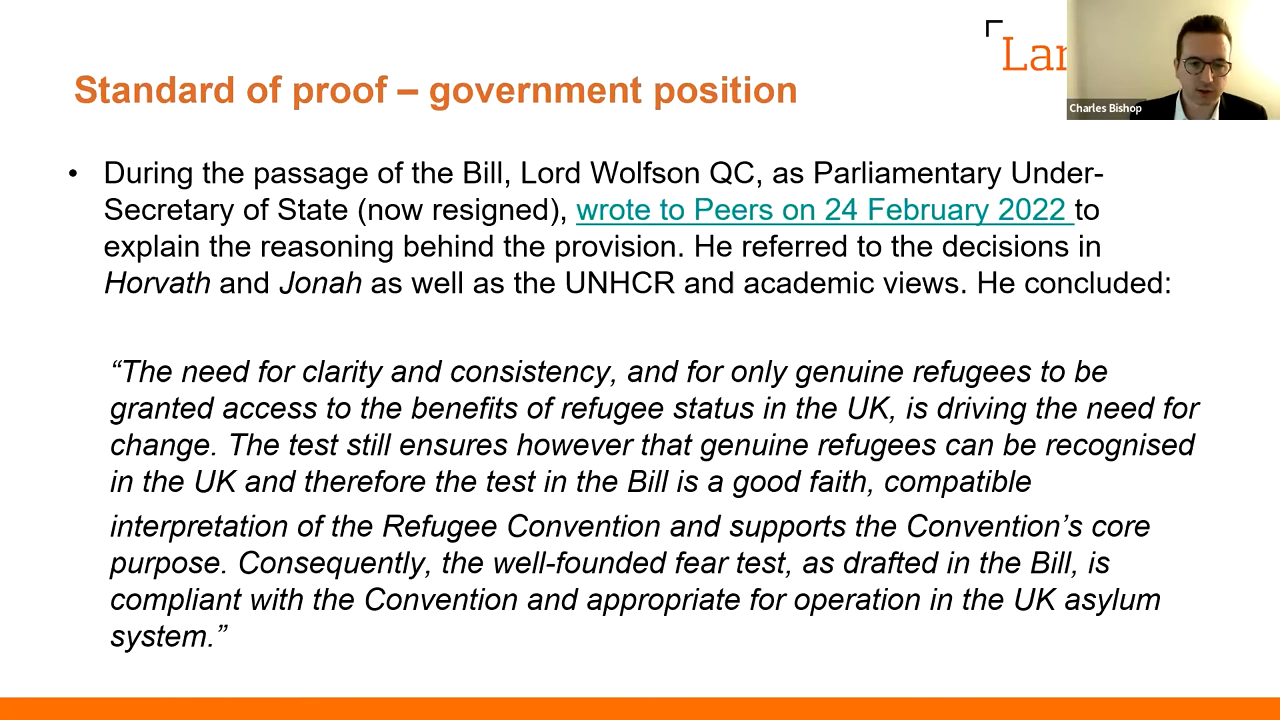 Standard of proof – government position
Lan
Charles Bishop
• During the passage of the Bill, Lord Wolfson QC, as Parliamentary Under-
Secretary of State (now resigned), wrote to Peers on 24 February 2022 to
explain the reasoning behind the provision. He referred to the decisions in
Horvath and Jonah as well as the UNHCR and academic views. He concluded:
“The need for clarity and consistency, and for only genuine refugees to be
granted access to the benefits of refugee status in the UK, is driving the need for
change. The test still ensures however that genuine refugees can be recognised
in the UK and therefore the test in the Bill is a good faith, compatible
interpretation of the Refugee Convention and supports the Convention’s core
purpose. Consequently, the well-founded fear test, as drafted in the Bill, is
compliant with the Convention and appropriate for operation in the UK asylum
system.”